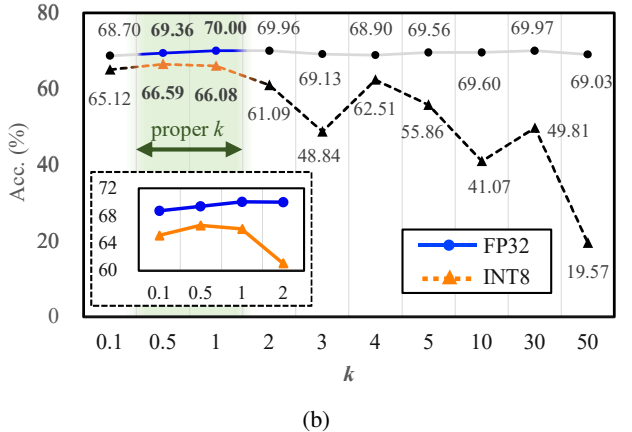 80
68.70 69.36 70.00 69.96 68.90 69.56 69.97
69.13 69.60 69.03
60
65.12 66.59 66.08 61.09 62.51
48.84 55.86 49.81
proper k
41.07
Acc. (%)
40
72
68
64
60
0.1 0.5 1 2
20
FP32
INT8
19.57
0
0.1 0.5 1 2 3 4 5 10 30 50
k
(b)